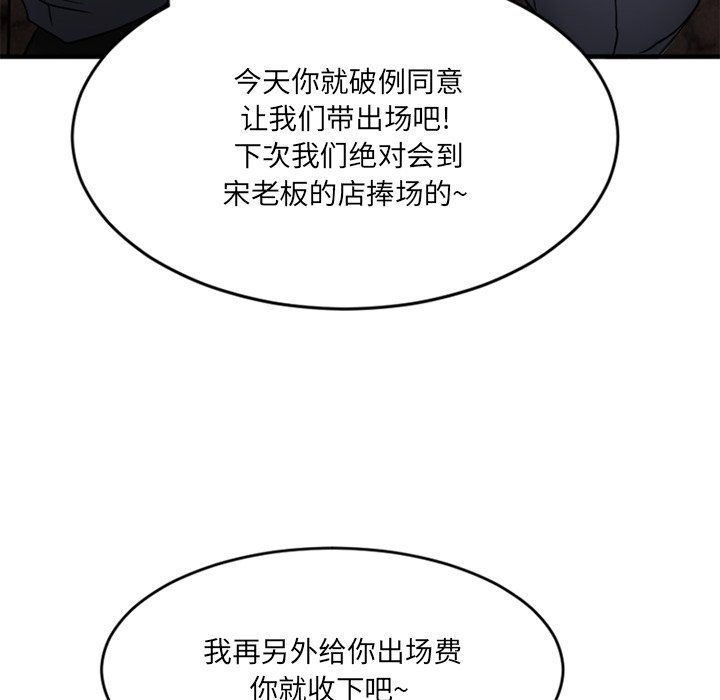 今天你就破例同意
让我们带出场吧!
下次我们绝对会到
宋老板的店捧场的~
我再另外给你出场费
你就收下吧~